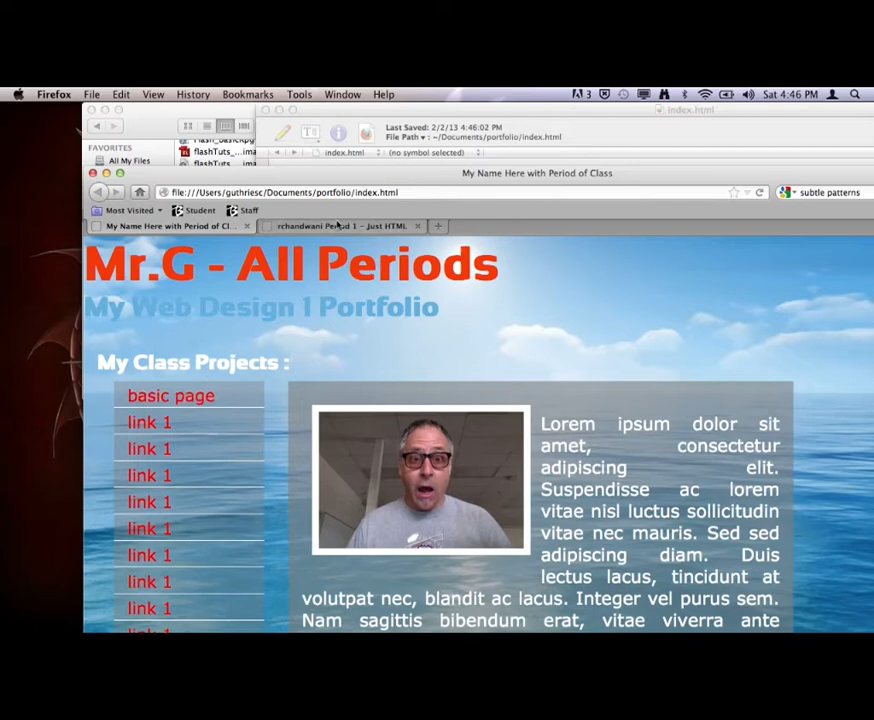 Firefox File Edit View History Bookmarks Tools Window Help 3 Sat 4:46 PM
index.html
Last Saved: 2/2/13 4:46:02 PM
File Path ▾ : ~/Documents/portfolio/index.html
FAVORITES
All My Files
flashTuts_...ima
index.html (no symbol selected)
My Name Here with Period of Class
file:///Users/guthriesc/Documents/portfolio/index.html
subtle patterns
Most Visited Student Staff
My Name Here with Period of Cl... rchandwani Period 1 - Just HTML
Mr.G - All Periods
My Web Design 1 Portfolio
My Class Projects :
basic page
link 1
link 1
link 1
link 1
link 1
link 1
link 1
link 1
link 1
Lorem ipsum dolor sit
amet, consectetur
adipiscing elit.
Suspendisse ac lorem
vitae nisl luctus sollicitudin
vitae nec mauris. Sed sed
adipiscing diam. Duis
lectus lacus, tincidunt at
volutpat nec, blandit ac lacus. Integer vel purus sem.
Nam sagittis bibendum erat, vitae viverra ante